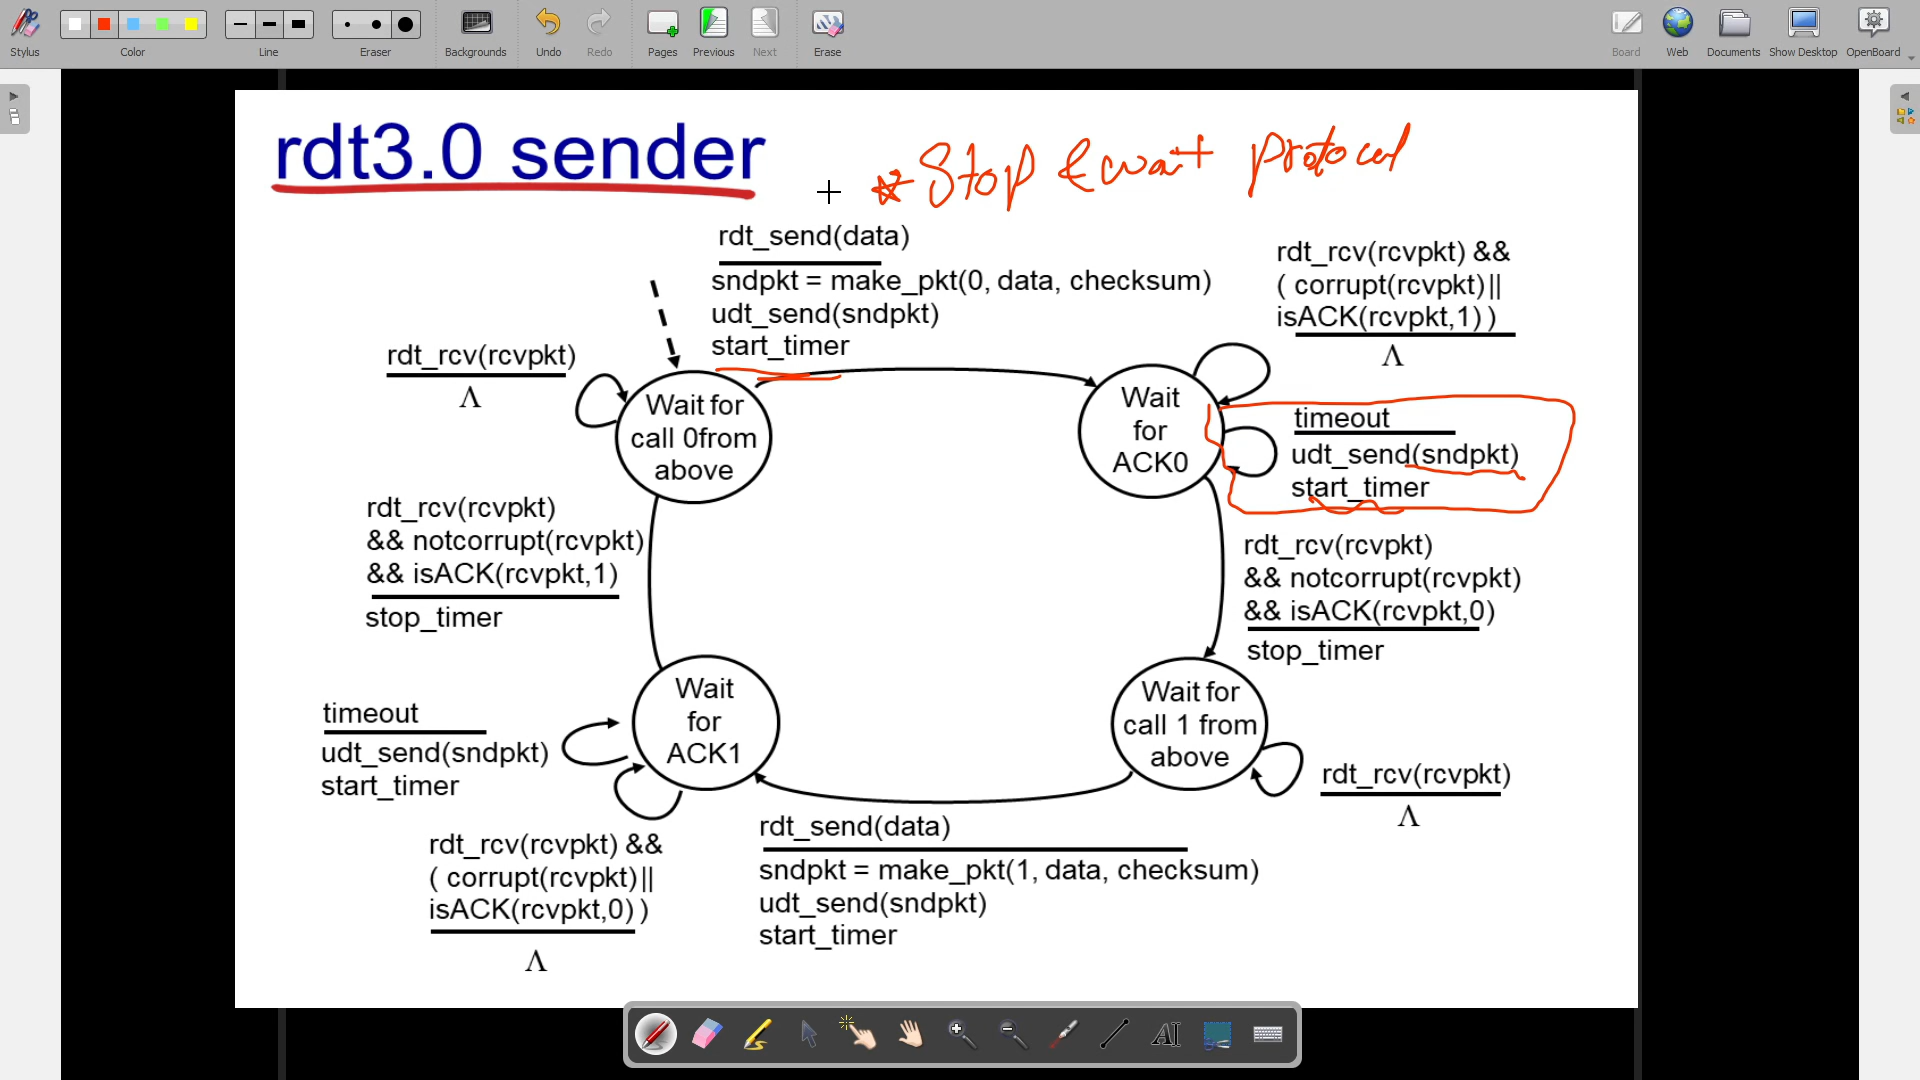 Stylus
Color
Line
Eraser
Backgrounds
Undo
Redo
Pages
Previous
Next
Erase
Board
Web
Documents
Show Desktop
OpenBoard
rdt3.0 sender
Stop & wait protocol
rdt_send(data)
sndpkt = make_pkt(0, data, checksum)
udt_send(sndpkt)
start_timer
rdt_rcv(rcvpkt) &&
( corrupt(rcvpkt)||
isACK(rcvpkt,1) )
Λ
rdt_rcv(rcvpkt)
Λ
Wait for
call 0from
above
Wait
for
ACK0
timeout
udt_send(sndpkt)
start_timer
rdt_rcv(rcvpkt)
&& notcorrupt(rcvpkt)
&& isACK(rcvpkt,1)
stop_timer
rdt_rcv(rcvpkt)
&& notcorrupt(rcvpkt)
&& isACK(rcvpkt,0)
stop_timer
Wait
for
ACK1
Wait for
call 1 from
above
timeout
udt_send(sndpkt)
start_timer
rdt_rcv(rcvpkt)
Λ
rdt_rcv(rcvpkt) &&
( corrupt(rcvpkt)||
isACK(rcvpkt,0) )
Λ
rdt_send(data)
sndpkt = make_pkt(1, data, checksum)
udt_send(sndpkt)
start_timer
AI